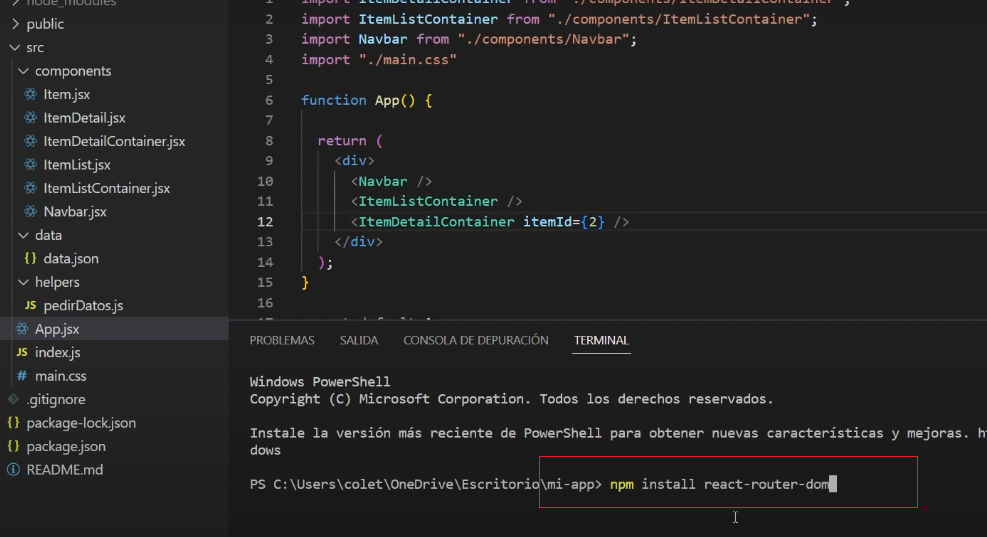 node_modules
public
src
components
Item.jsx
ItemDetail.jsx
ItemDetailContainer.jsx
ItemList.jsx
ItemListContainer.jsx
Navbar.jsx
data
{} data.json
helpers
JS pedirDatos.js
App.jsx
JS index.js
# main.css
.gitignore
{} package-lock.json
{} package.json
README.md
1 import ItemDetailContainer from "./components/ItemDetailContainer";
2 import ItemListContainer from "./components/ItemListContainer";
3 import Navbar from "./components/Navbar";
4 import "./main.css"
5
6 function App() {
7
8 return (
9 <div>
10 <Navbar />
11 <ItemListContainer />
12 <ItemDetailContainer itemId={2} />
13 </div>
14 );
15 }
16
PROBLEMAS SALIDA CONSOLA DE DEPURACIÓN TERMINAL
Windows PowerShell
Copyright (C) Microsoft Corporation. Todos los derechos reservados.
Instale la versión más reciente de PowerShell para obtener nuevas características y mejoras.
dows
PS C:\Users\colet\OneDrive\Escritorio\mi-app> npm install react-router-dom